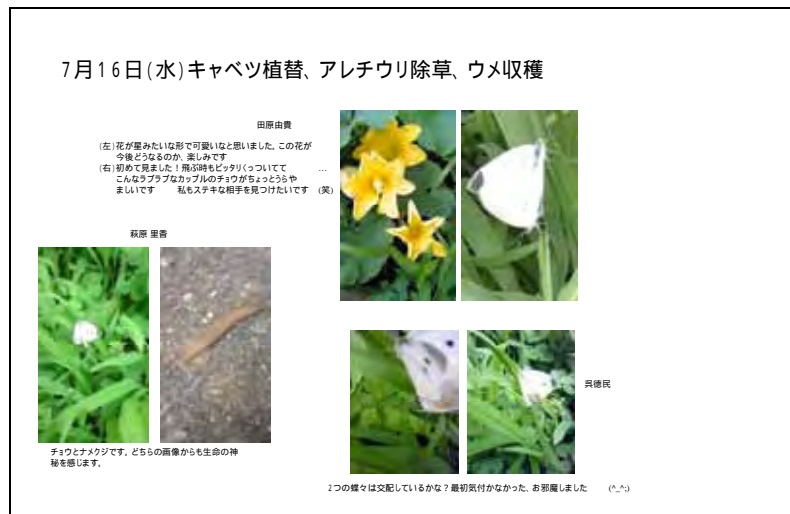 7月16日(水)キャベツ植替、アレチウリ除草、ウメ収穫
田原由貴
(左)花が星みたいな形で可愛いなと思いました。この花が
今後どうなるのか、楽しみです
(右)初めて見ました！飛ぶ時もピッタリくっついてて …
こんなラブラブなカップルのチョウがちょっとうらや
ましいです 私もステキな相手を見つけたいです (笑)
萩原 里香
チョウとナメクジです。どちらの画像からも生命の神
秘を感じます。
呉徳民
2つの蝶々は交配しているかな？最初気付かなかった、お邪魔しました (^_^;)